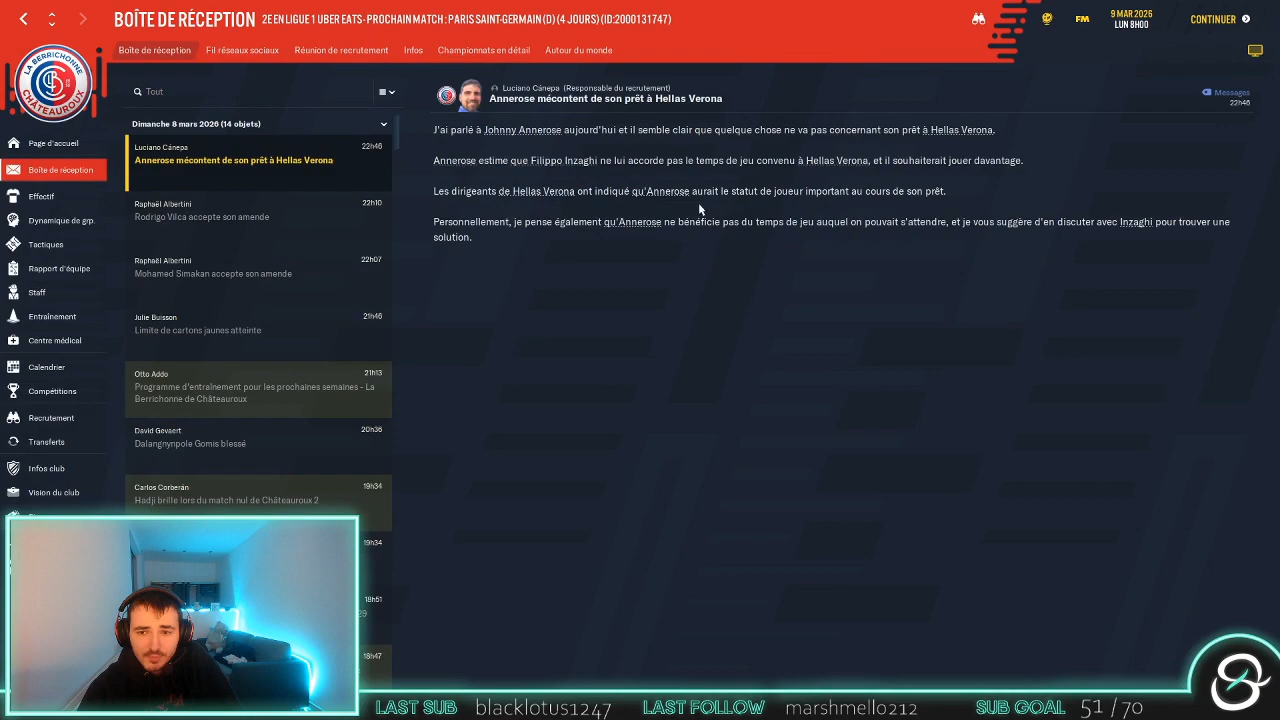 BOÎTE DE RÉCEPTION
2E EN LIGUE 1 UBER EATS - PROCHAIN MATCH : PARIS SAINT-GERMAIN (D) (4 JOURS) (ID:2000131747)
FM
9 MAR 2026
LUN 8H00
CONTINUER
Boîte de réception
Fil réseaux sociaux
Réunion de recrutement
Infos
Championnats en détail
Autour du monde
LA BERRICHONNE
CHÂTEAUROUX
Page d'accueil
Boîte de réception
Effectif
Dynamique de grp.
Tactiques
Rapport d'équipe
Staff
Entraînement
Centre médical
Calendrier
Compétitions
Recrutement
Transferts
Infos club
Vision du club
Tout
Dimanche 8 mars 2026 (14 objets)
Luciano Cánepa 22h46
Annerose mécontent de son prêt à Hellas Verona
Raphaël Albertini 22h10
Rodrigo Vilca accepte son amende
Raphaël Albertini 22h07
Mohamed Simakan accepte son amende
Julie Buisson 21h46
Limite de cartons jaunes atteinte
Otto Addo 21h13
Programme d'entraînement pour les prochaines semaines - La
Berrichonne de Châteauroux
David Gevaert 20h36
Dalangnynpole Gomis blessé
Carlos Corberán 19h34
Hadji brille lors du match nul de Châteauroux 2
19h34
18h51
29
18h47
Luciano Cánepa (Responsable du recrutement)
Annerose mécontent de son prêt à Hellas Verona
Messages
22h46
J'ai parlé à Johnny Annerose aujourd'hui et il semble clair que quelque chose ne va pas concernant son prêt à Hellas Verona.
Annerose estime que Filippo Inzaghi ne lui accorde pas le temps de jeu convenu à Hellas Verona, et il souhaiterait jouer davantage.
Les dirigeants de Hellas Verona ont indiqué qu'Annerose aurait le statut de joueur important au cours de son prêt.
Personnellement, je pense également qu'Annerose ne bénéficie pas du temps de jeu auquel on pouvait s'attendre, et je vous suggère d'en discuter avec Inzaghi pour trouver une
solution.
LAST SUB blacklotus1247 LAST FOLLOW marshmello212 SUB GOAL 51 / 70